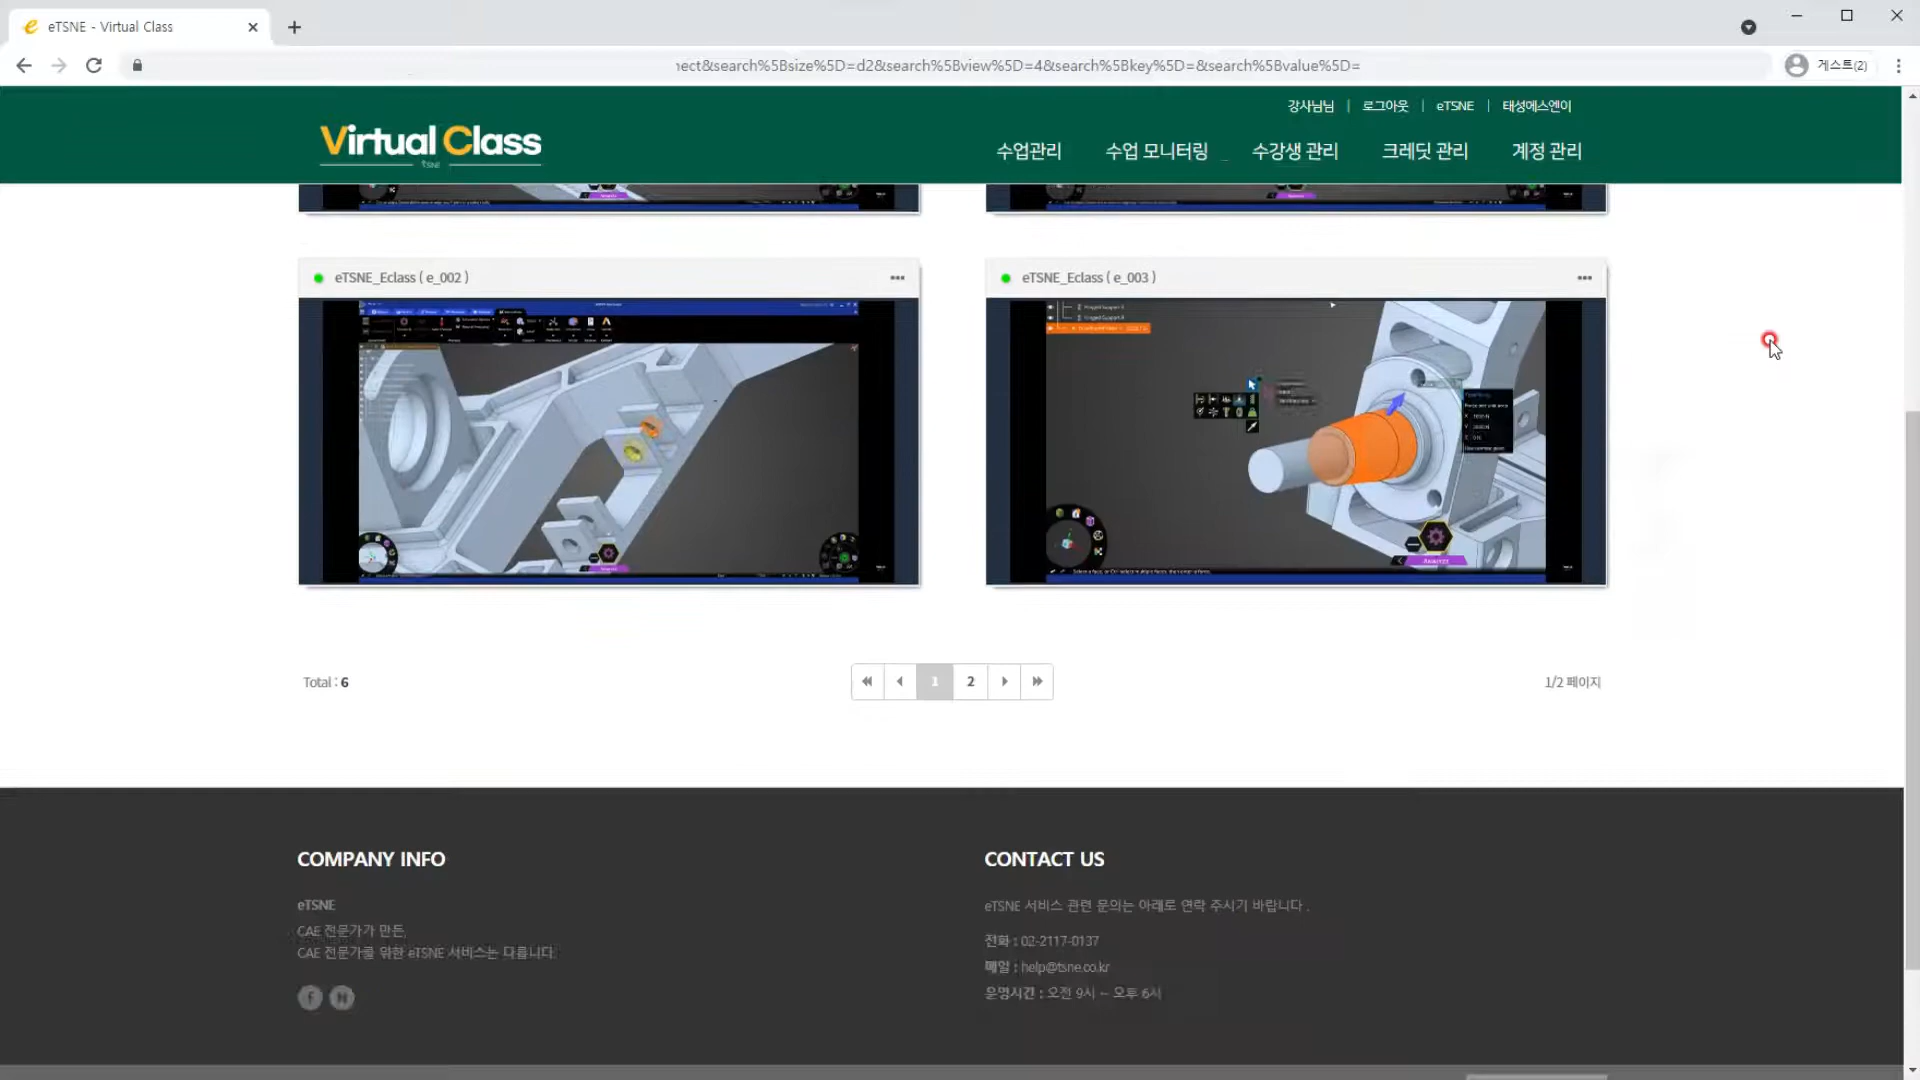 eTSNE - Virtual Class
nect&search%5Bsize%5D=d2&search%5Bview%5D=4&search%5Bkey%5D=&search%5Bvalue%5D=
게스트(2)
강사님님 | 로그아웃 | eTSNE | 태성에스엔이
Virtual Class
TSNE
수업관리 수업 모니터링 수강생 관리 크레딧 관리 계정 관리
eTSNE_Eclass ( e_002 )
eTSNE_Eclass ( e_003 )
Total : 6
1 2
1/2 페이지
COMPANY INFO
eTSNE
CAE 전문가가 만든,
CAE 전문가를 위한 eTSNE 서비스는 다릅니다.
CONTACT US
eTSNE 서비스 관련 문의는 아래로 연락 주시기 바랍니다 .
전화 : 02-2117-0137
메일 : help@tsne.co.kr
운영시간 : 오전 9시 ~ 오후 6시